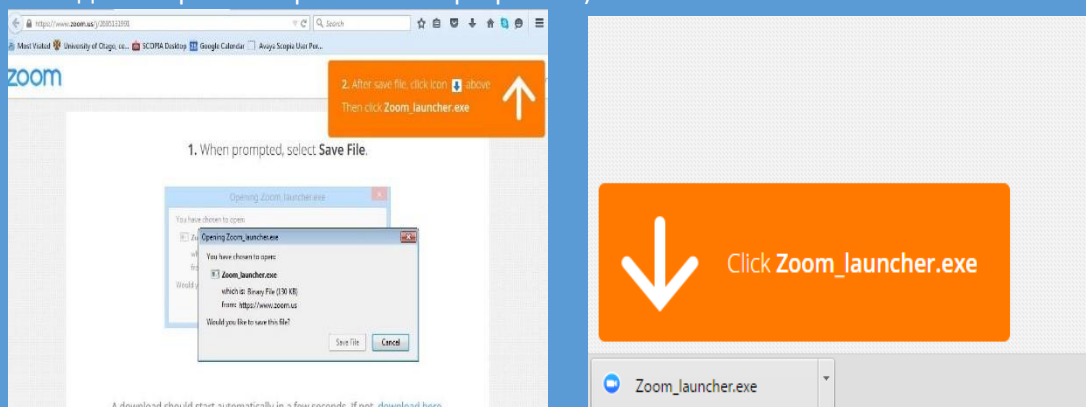 https://www.zoom.us/j/2695131991
Search
Most Visited University of Otago, co... SCOPIA Desktop Google Calendar Avaya Scopia User Por...
zoom
2. After save file, click icon above
Then click Zoom_launcher.exe
1. When prompted, select Save File.
Opening Zoom_launcher.exe
You have chosen to open:
Would y
Opening Zoom_launcher.exe
You have chosen to open:
Zoom_launcher.exe
which is: Binary File (130 KB)
from: https://www.zoom.us
Would you like to save this file?
Save File Cancel
A download should start automatically in a few seconds. If not, download here
Click Zoom_launcher.exe
Zoom_launcher.exe